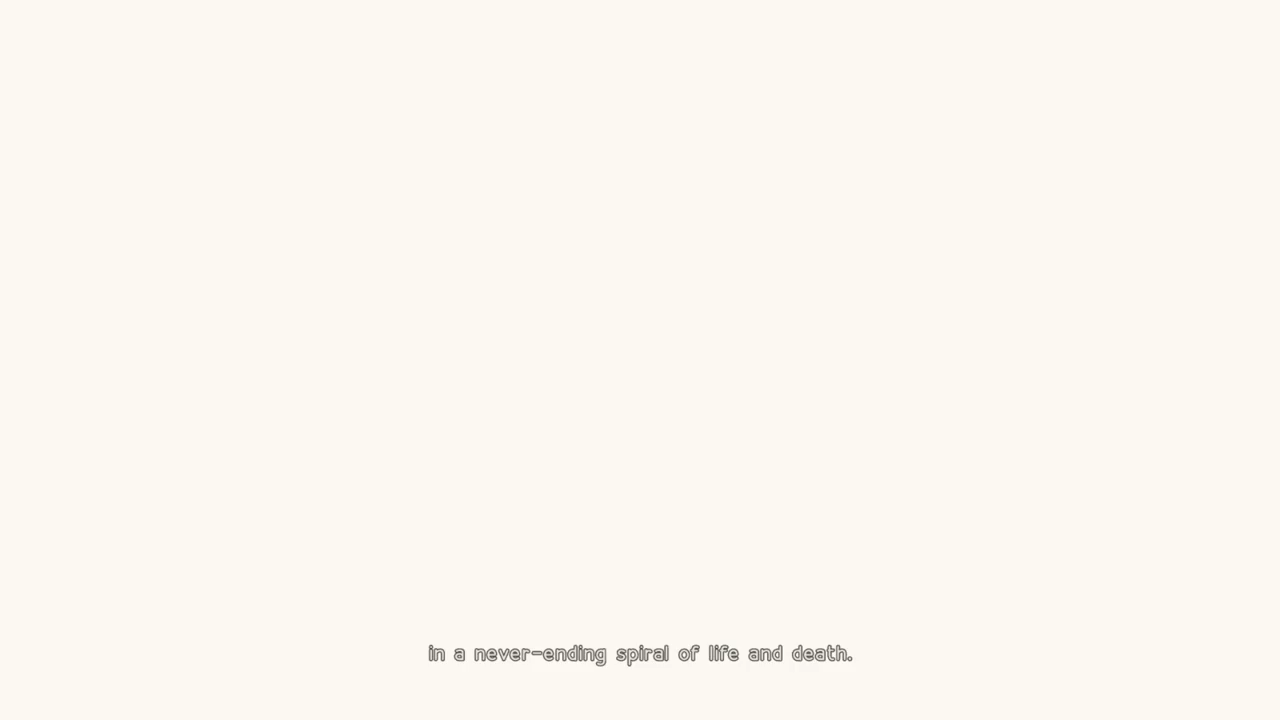 in a never-ending spiral of life and death.